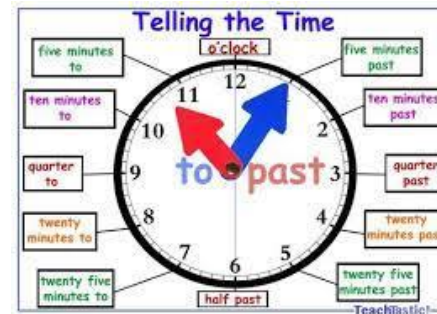 Telling the Time
o'clock
five minutes
to
five minutes
past
ten minutes
to
ten minutes
past
quarter
to
quarter
past
twenty
minutes to
twenty
minutes past
twenty five
minutes to
twenty five
minutes past
half past
to past
12
11
10
9
8
7
6
5
4
3
2
TeachTastic!